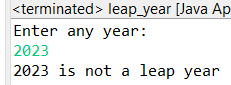 <terminated> leap_year [Java Ap
Enter any year:
2023
2023 is not a leap year